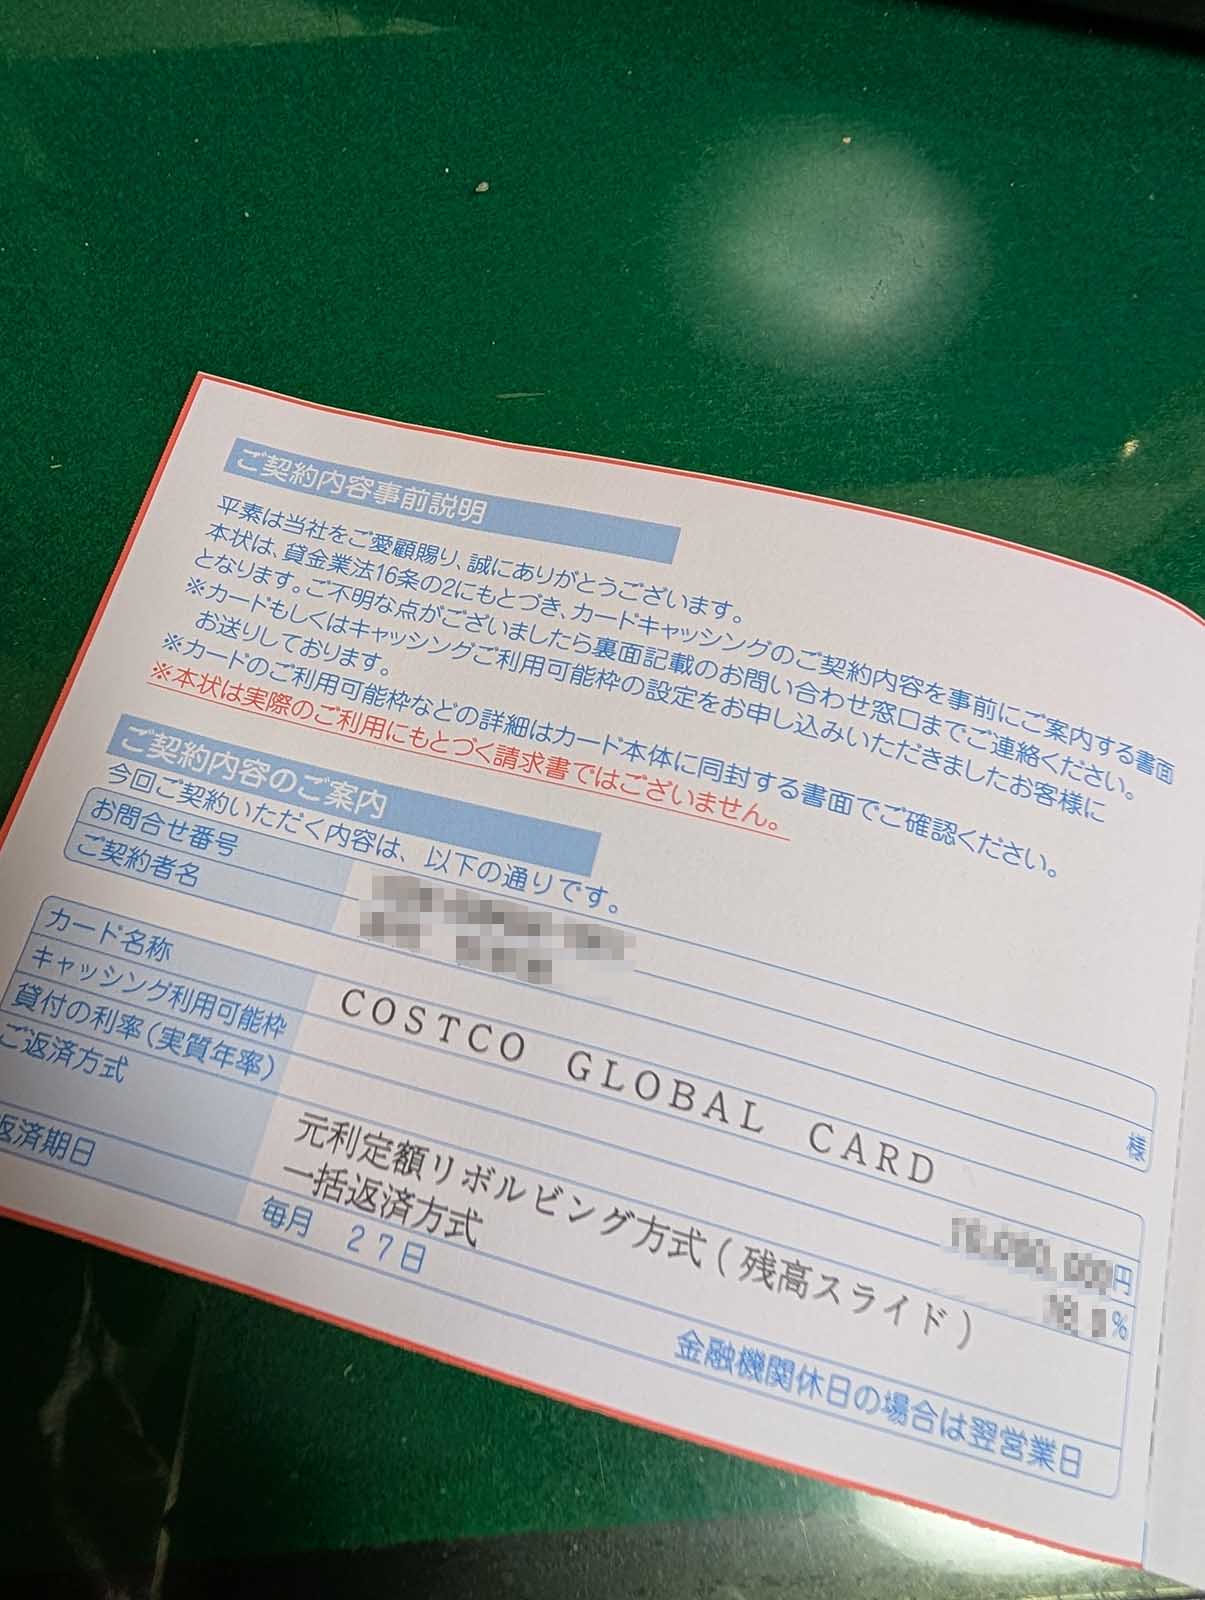 ご契約内容事前説明
平素は当社をご愛顧賜り、誠にありがとうございます。
本状は、貸金業法16条の2にもとづき、カードキャッシングのご契約内容を事前にご案内する書面
となります。ご不明な点がございましたら裏面記載のお問い合わせ窓口までご連絡ください。
※カードもしくはキャッシングご利用可能枠の設定をお申し込みいただきましたお客様に
お送りしております。
※カードのご利用可能枠などの詳細はカード本体に同封する書面でご確認ください。
※本状は実際のご利用にもとづく請求書ではございません。
ご契約内容のご案内
今回ご契約いただく内容は、以下の通りです。
お問合せ番号
ご契約者名 様
カード名称 COSTCO GLOBAL CARD
キャッシング利用可能枠 円
貸付の利率(実質年率) %
ご返済方式 元利定額リボルビング方式(残高スライド)
一括返済方式
返済期日 毎月 27日 金融機関休日の場合は翌営業日